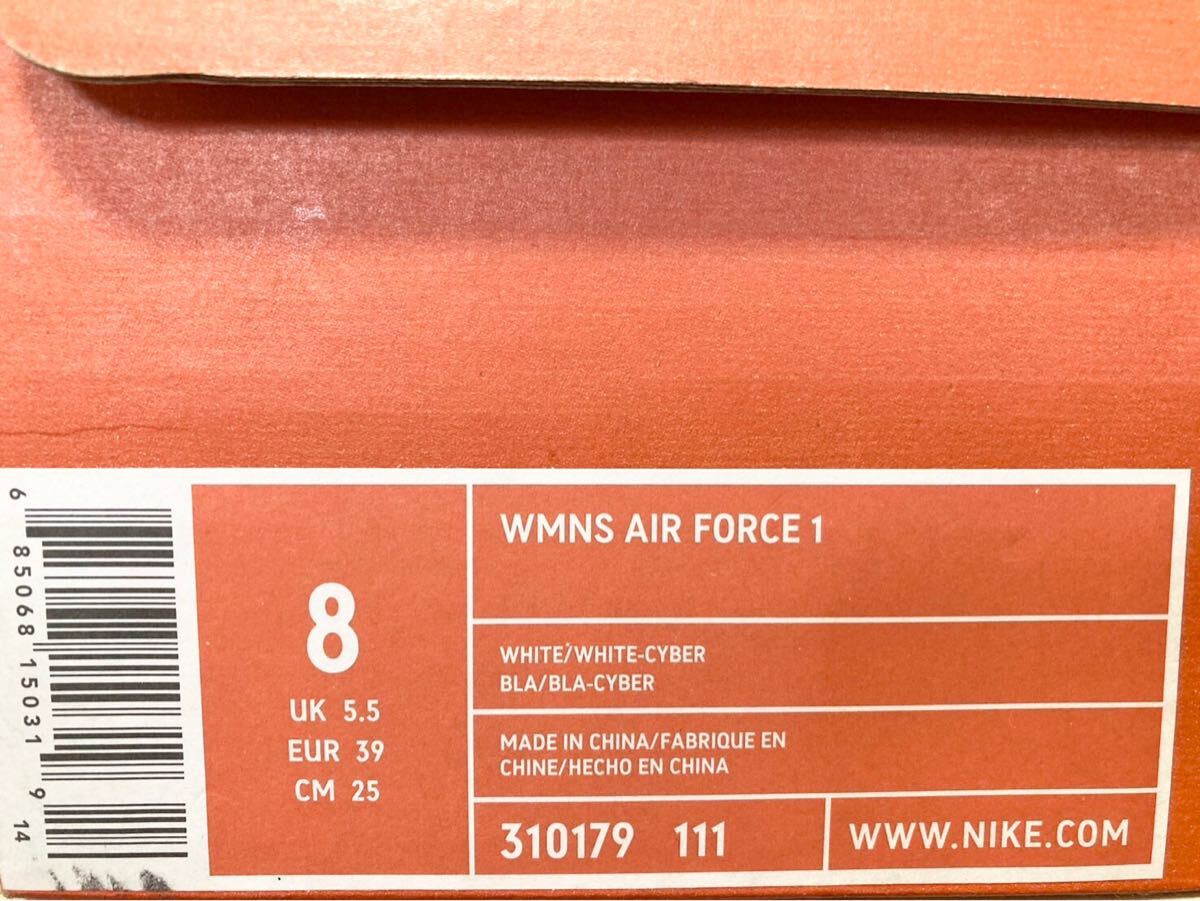 6 85068 15031 9 14
8
UK 5.5
EUR 39
CM 25
WMNS AIR FORCE 1
WHITE/WHITE-CYBER
BLA/BLA-CYBER
MADE IN CHINA/FABRIQUE EN
CHINE/HECHO EN CHINA
310179 111
WWW.NIKE.COM